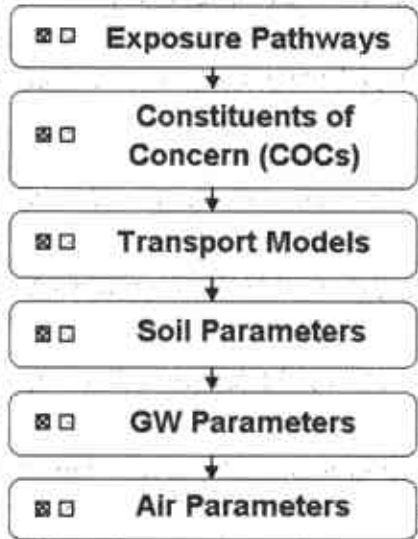 Exposure Pathways
Constituents of
Concern (COCs)
Transport Models
Soil Parameters
GW Parameters
Air Parameters